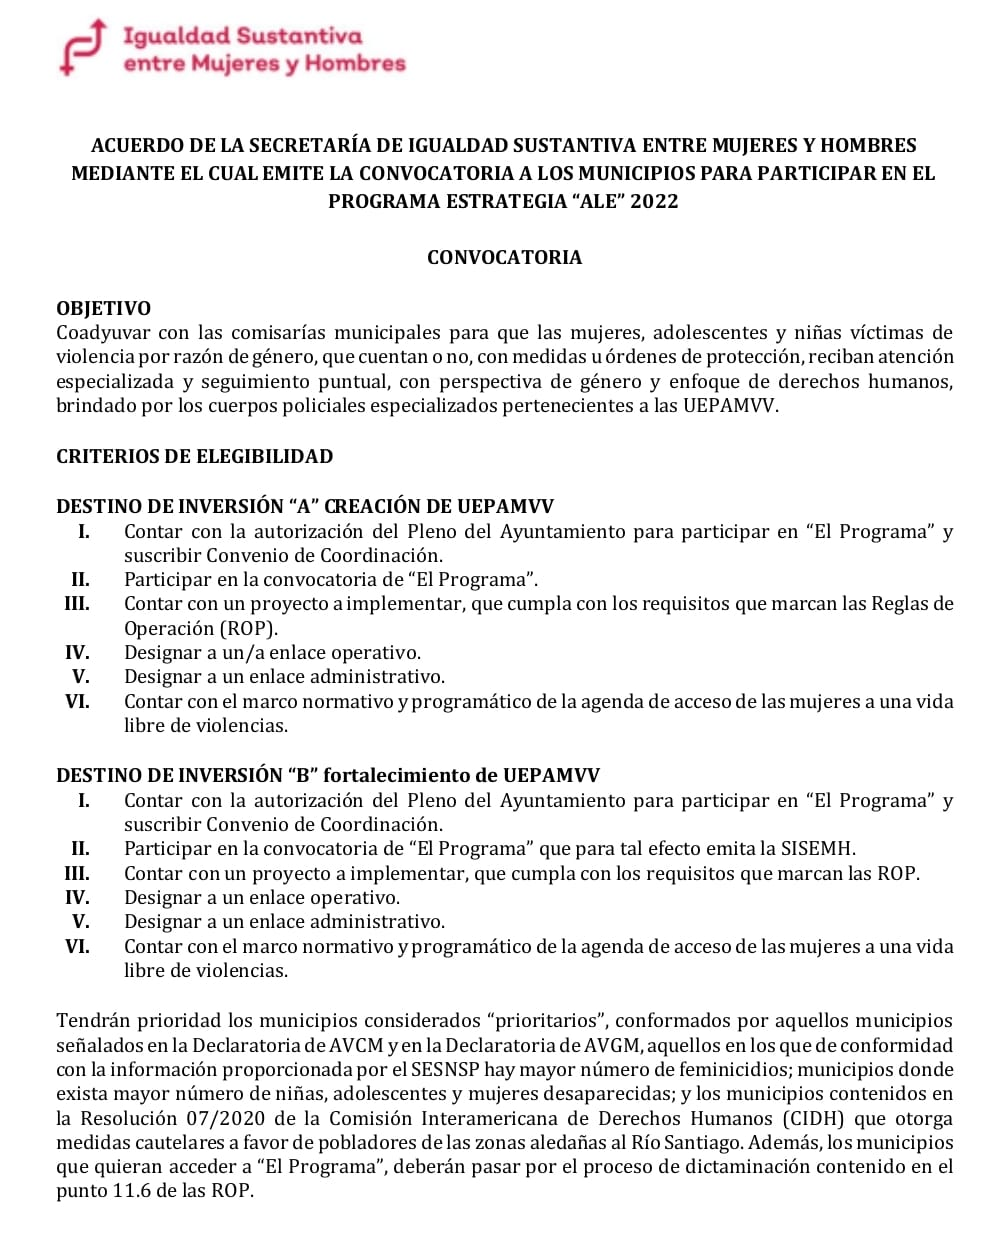 Igualdad Sustantiva
entre Mujeres y Hombres
ACUERDO DE LA SECRETARÍA DE IGUALDAD SUSTANTIVA ENTRE MUJERES Y HOMBRES
MEDIANTE EL CUAL EMITE LA CONVOCATORIA A LOS MUNICIPIOS PARA PARTICIPAR EN EL
PROGRAMA ESTRATEGIA “ALE” 2022
CONVOCATORIA
OBJETIVO
Coadyuvar con las comisarías municipales para que las mujeres, adolescentes y niñas víctimas de
violencia por razón de género, que cuentan o no, con medidas u órdenes de protección, reciban atención
especializada y seguimiento puntual, con perspectiva de género y enfoque de derechos humanos,
brindado por los cuerpos policiales especializados pertenecientes a las UEPAMVV.
CRITERIOS DE ELEGIBILIDAD
DESTINO DE INVERSIÓN “A” CREACIÓN DE UEPAMVV
I. Contar con la autorización del Pleno del Ayuntamiento para participar en “El Programa” y
suscribir Convenio de Coordinación.
II. Participar en la convocatoria de “El Programa”.
III. Contar con un proyecto a implementar, que cumpla con los requisitos que marcan las Reglas de
Operación (ROP).
IV. Designar a un/a enlace operativo.
V. Designar a un enlace administrativo.
VI. Contar con el marco normativo y programático de la agenda de acceso de las mujeres a una vida
libre de violencias.
DESTINO DE INVERSIÓN “B” fortalecimiento de UEPAMVV
I. Contar con la autorización del Pleno del Ayuntamiento para participar en “El Programa” y
suscribir Convenio de Coordinación.
II. Participar en la convocatoria de “El Programa” que para tal efecto emita la SISEMH.
III. Contar con un proyecto a implementar, que cumpla con los requisitos que marcan las ROP.
IV. Designar a un enlace operativo.
V. Designar a un enlace administrativo.
VI. Contar con el marco normativo y programático de la agenda de acceso de las mujeres a una vida
libre de violencias.
Tendrán prioridad los municipios considerados “prioritarios”, conformados por aquellos municipios
señalados en la Declaratoria de AVCM y en la Declaratoria de AVGM, aquellos en los que de conformidad
con la información proporcionada por el SESNSP hay mayor número de feminicidios; municipios donde
exista mayor número de niñas, adolescentes y mujeres desaparecidas; y los municipios contenidos en
la Resolución 07/2020 de la Comisión Interamericana de Derechos Humanos (CIDH) que otorga
medidas cautelares a favor de pobladores de las zonas aledañas al Río Santiago. Además, los municipios
que quieran acceder a “El Programa”, deberán pasar por el proceso de dictaminación contenido en el
punto 11.6 de las ROP.